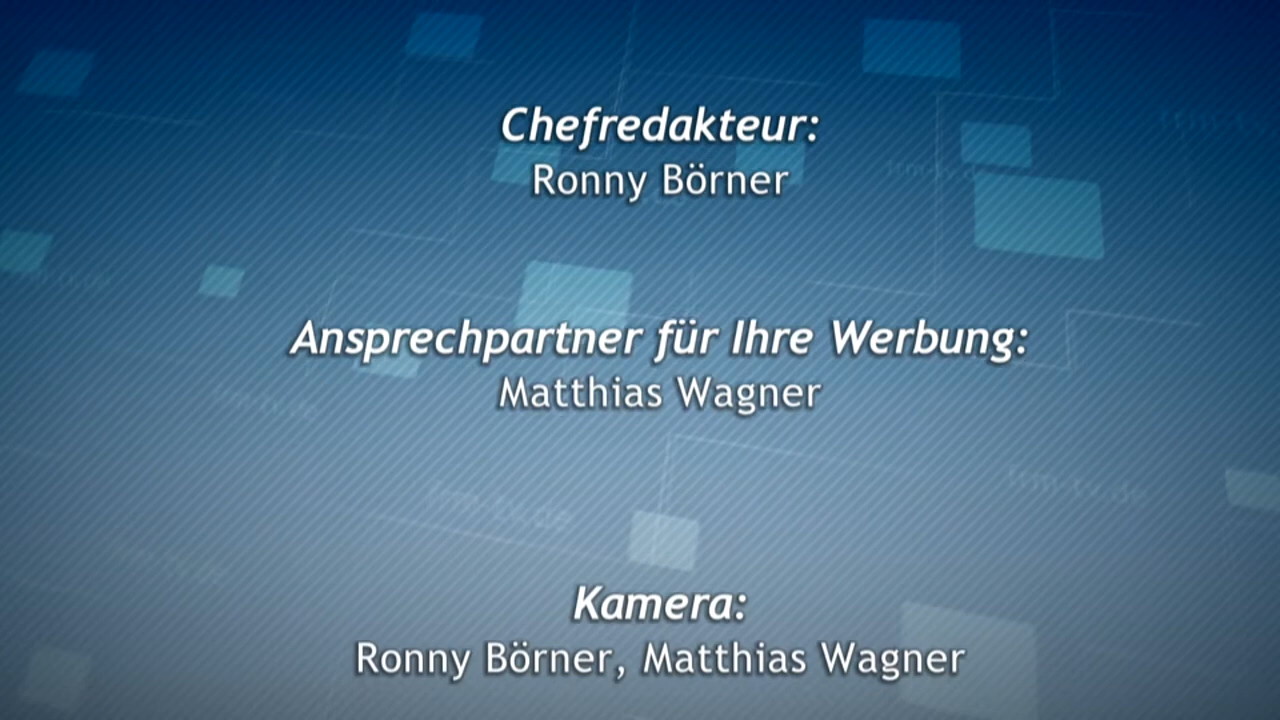 Chefredakteur:
Ronny Börner
Ansprechpartner für Ihre Werbung:
Matthias Wagner
Kamera:
Ronny Börner, Matthias Wagner